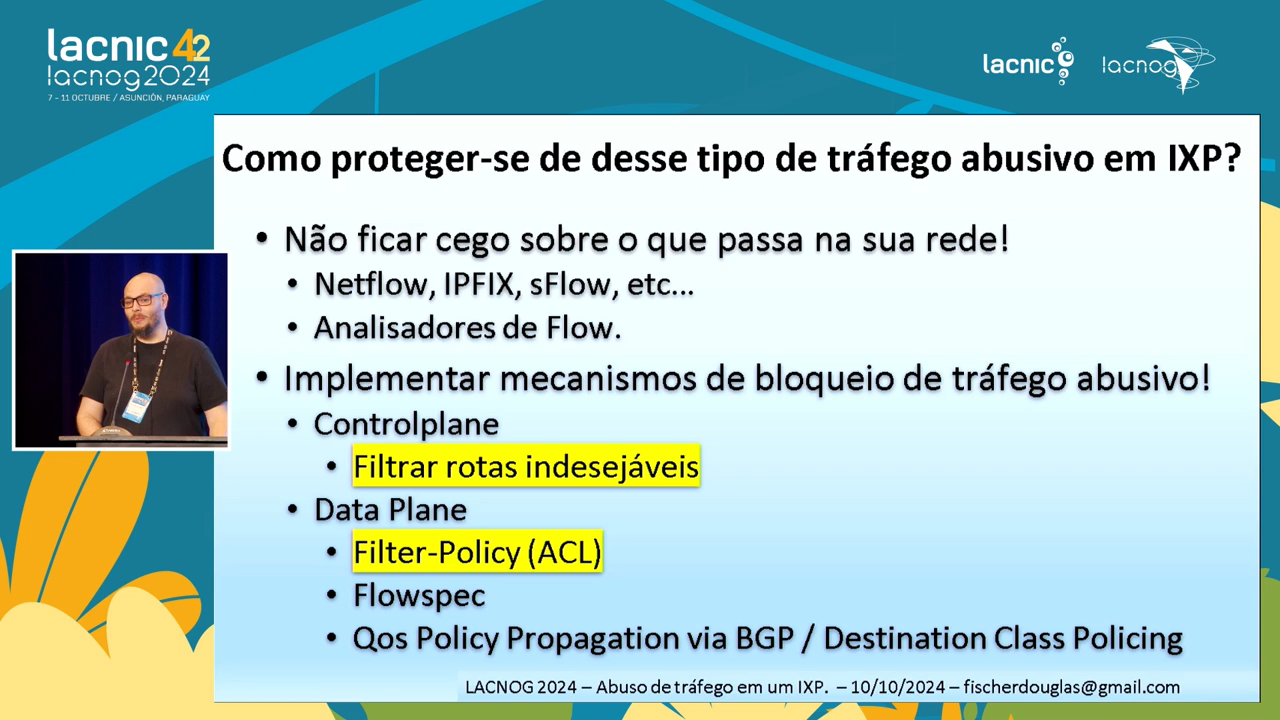 lacnic 42
lacnog2024
7 - 11 OCTUBRE / ASUNCIÓN, PARAGUAY
lacnic
lacnog
Como proteger-se de desse tipo de tráfego abusivo em IXP?
• Não ficar cego sobre o que passa na sua rede!
• Netflow, IPFIX, sFlow, etc...
• Analisadores de Flow.
• Implementar mecanismos de bloqueio de tráfego abusivo!
• Controlplane
• Filtrar rotas indesejáveis
• Data Plane
• Filter-Policy (ACL)
• Flowspec
• Qos Policy Propagation via BGP / Destination Class Policing
LACNOG 2024 – Abuso de tráfego em um IXP. – 10/10/2024 – fischerdouglas@gmail.com